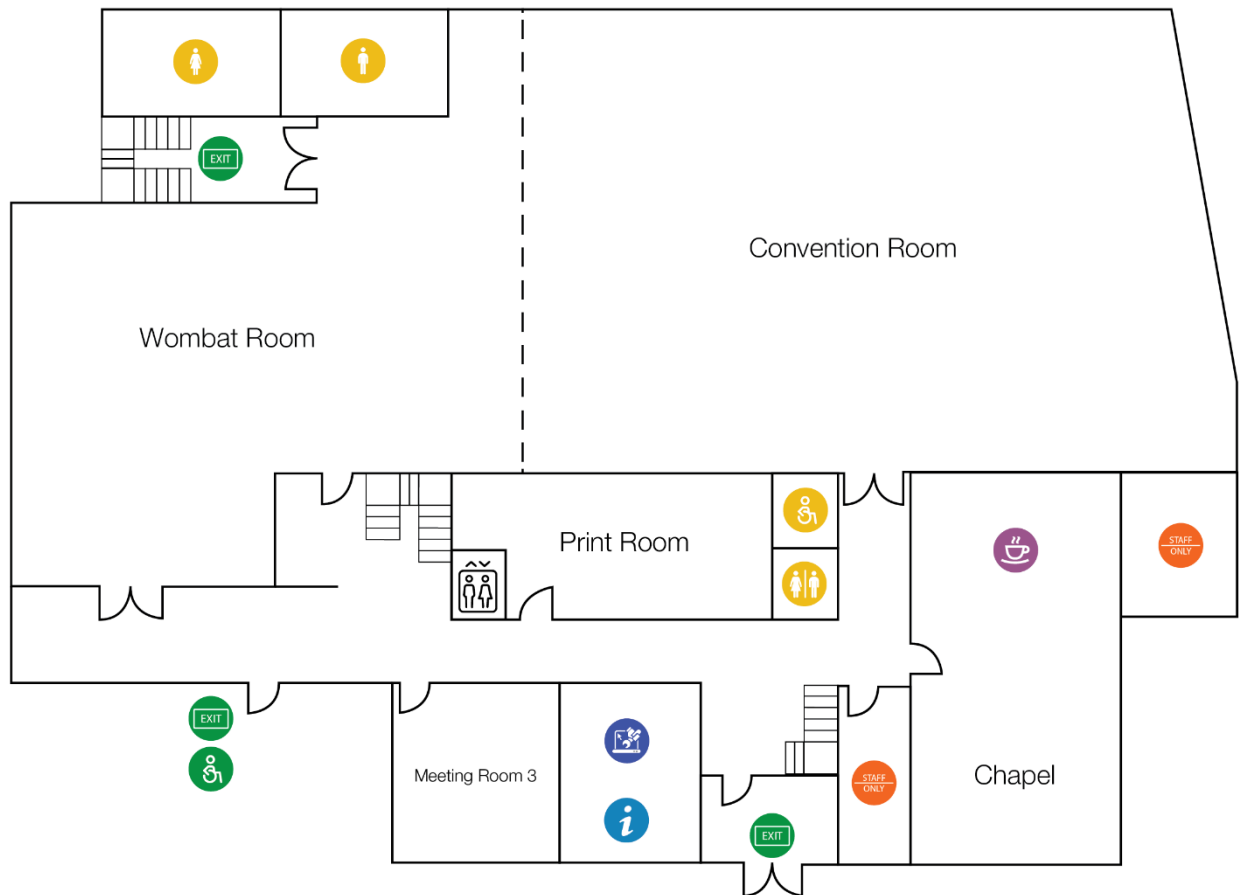 EXIT
Convention Room
Wombat Room
Print Room
STAFF
ONLY
EXIT
Meeting Room 3
STAFF
ONLY
Chapel
i
EXIT